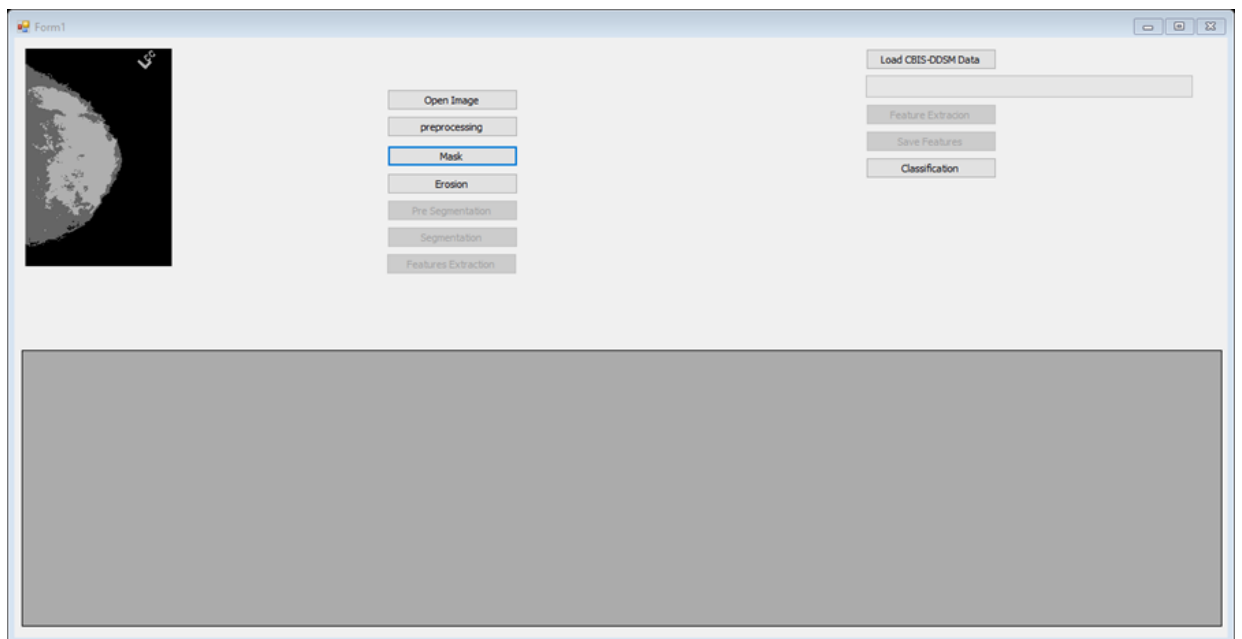 Form1
LCC
Open Image
preprocessing
Mask
Erosion
Pre Segmentation
Segmentation
Features Extraction
Load CBIS-DDSM Data
Feature Extracion
Save Features
Classification